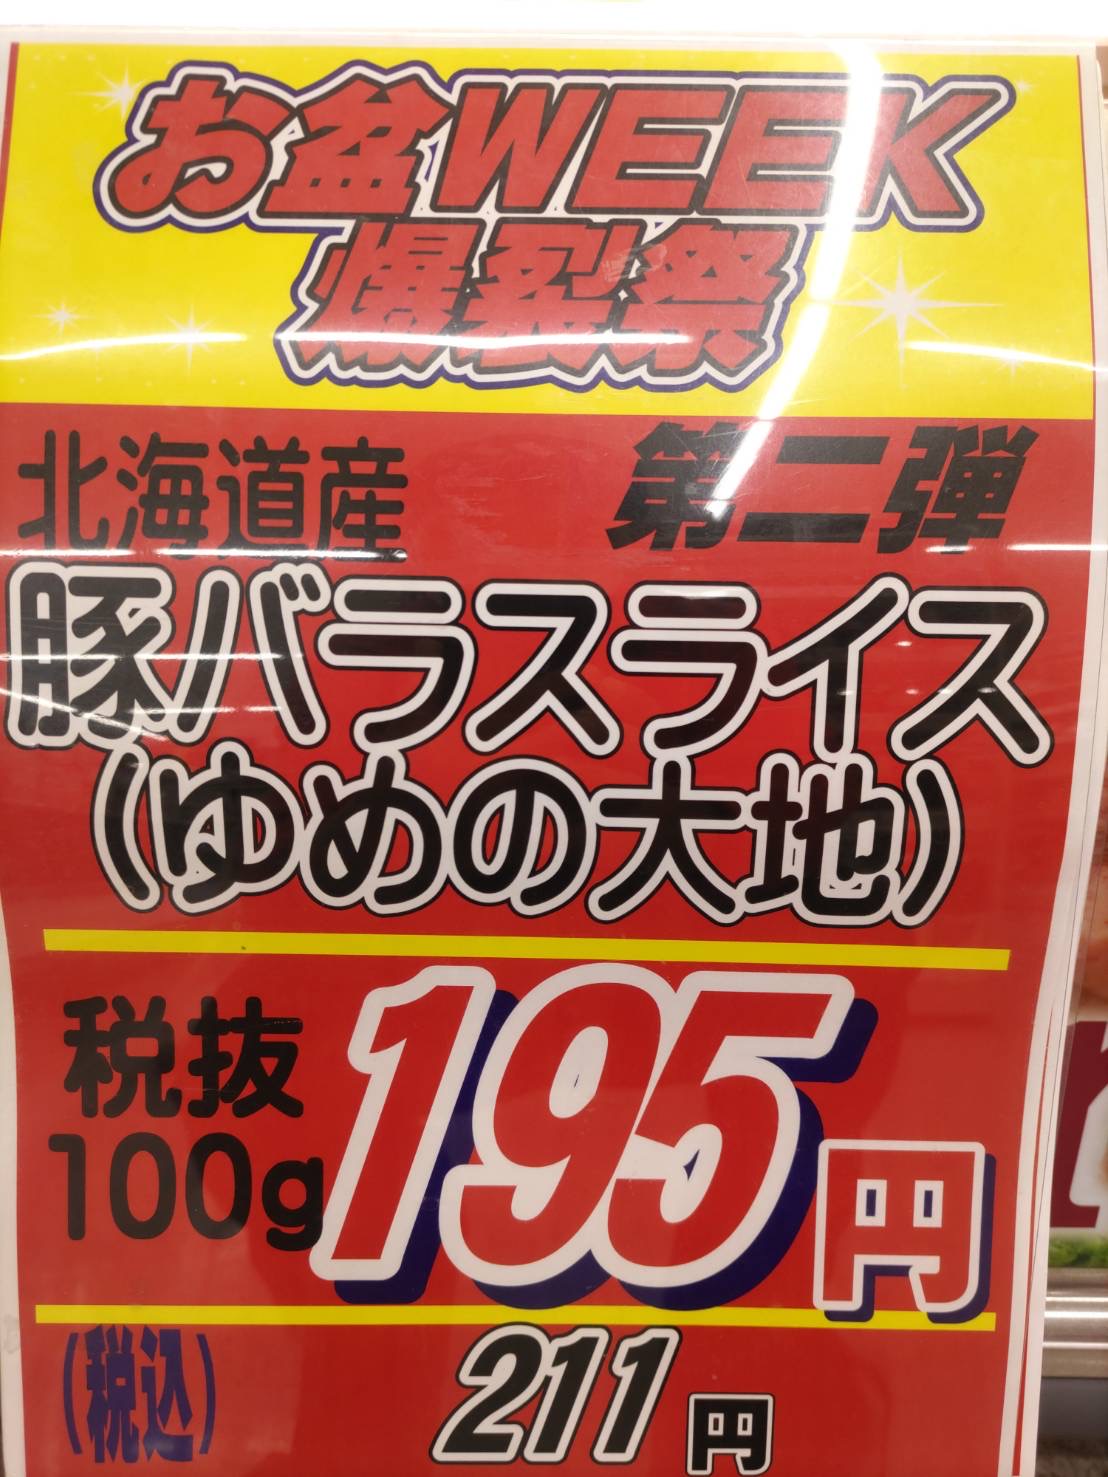 お盆WEEK
爆裂祭
北海道産 第二弾
豚バラスライス
(ゆめの大地)
税抜
100g 195円
(税込) 211円